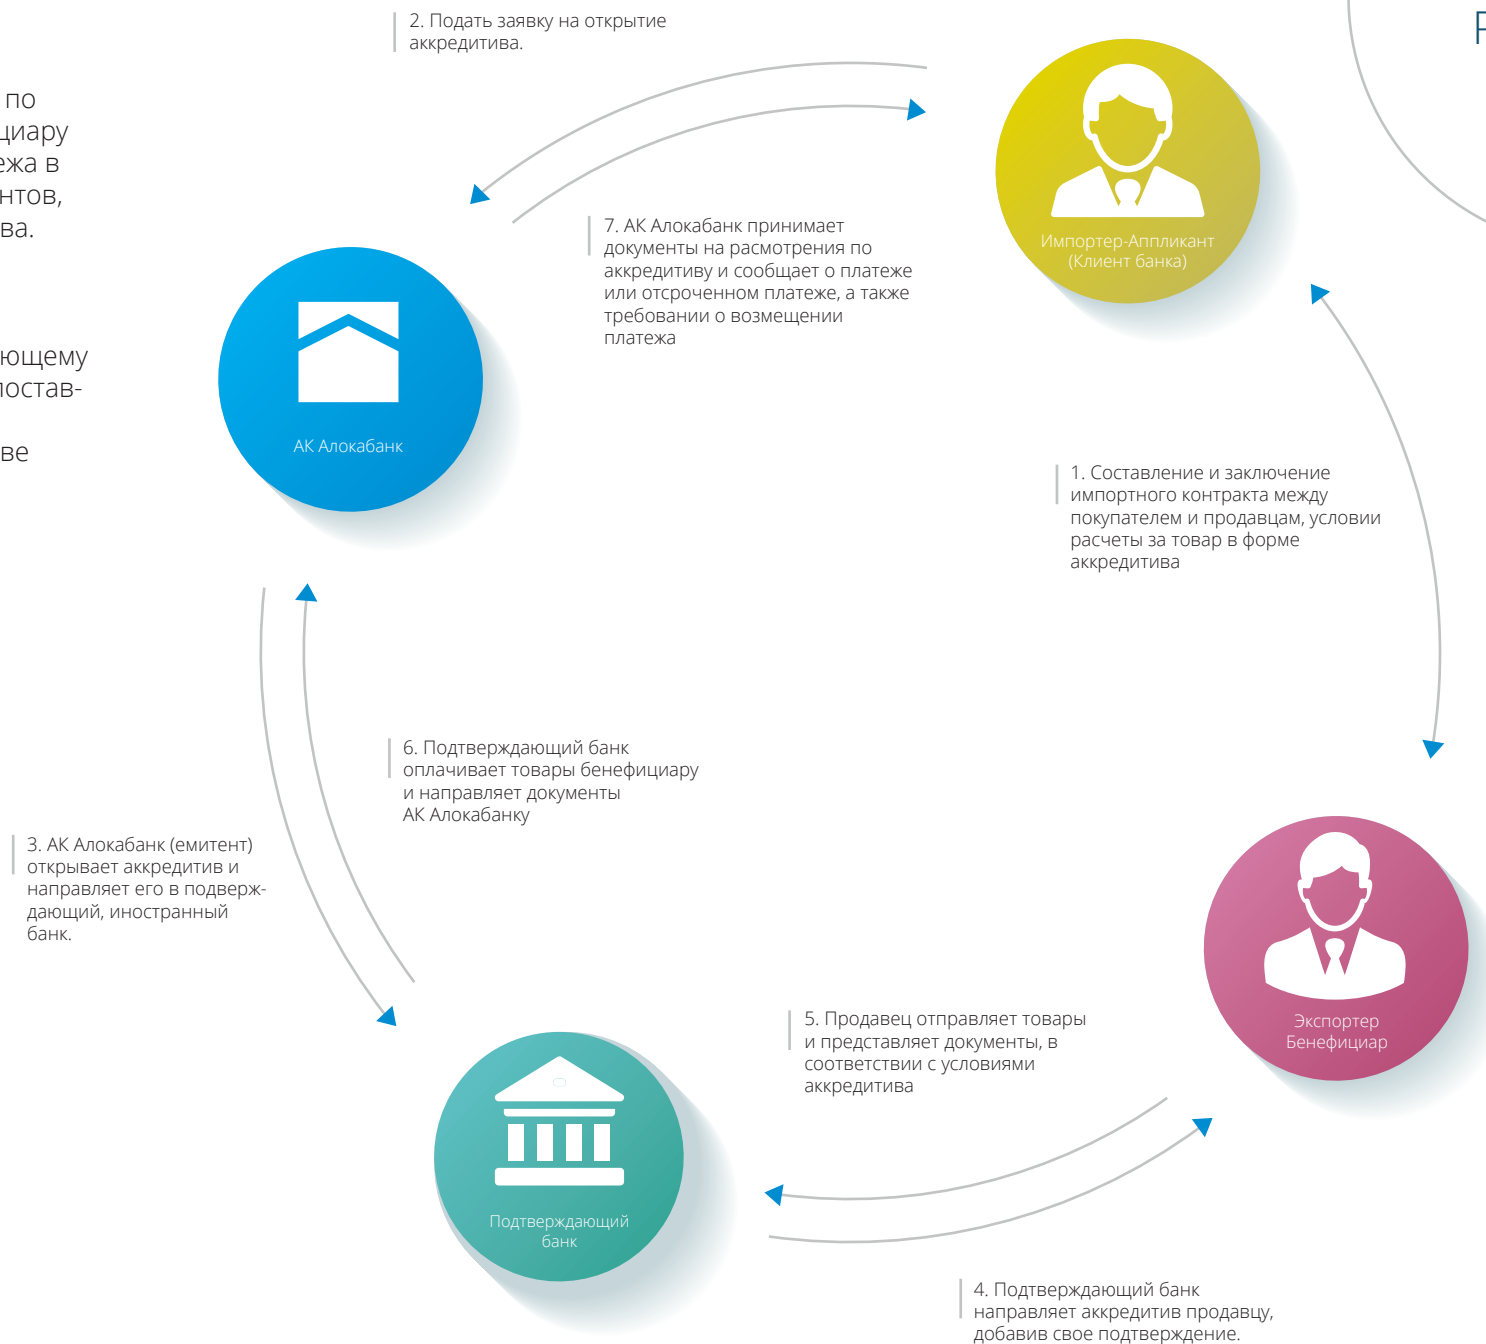 2. Подать заявку на открытие
аккредитива.
по
циару
ежа в
нтов,
ва.
ющему
постав-
ве
Р
Импортер-Аппликант
(Клиент банка)
7. АК Алокабанк принимает
документы на расмотрения по
аккредитиву и сообщает о платеже
или отсроченном платеже, а также
требовании о возмещении
платежа
АК Алокабанк
1. Составление и заключение
импортного контракта между
покупателем и продавцам, условии
расчеты за товар в форме
аккредитива
6. Подтверждающий банк
оплачивает товары бенефициару
и направляет документы
АК Алокабанку
3. АК Алокабанк (емитент)
открывает аккредитив и
направляет его в подверж-
дающий, иностранный
банк.
5. Продавец отправляет товары
и представляет документы, в
соответствии с условиями
аккредитива
Экспортер
Бенефициар
Подтверждающий
банк
4. Подтверждающий банк
направляет аккредитив продавцу,
добавив свое подтверждение.